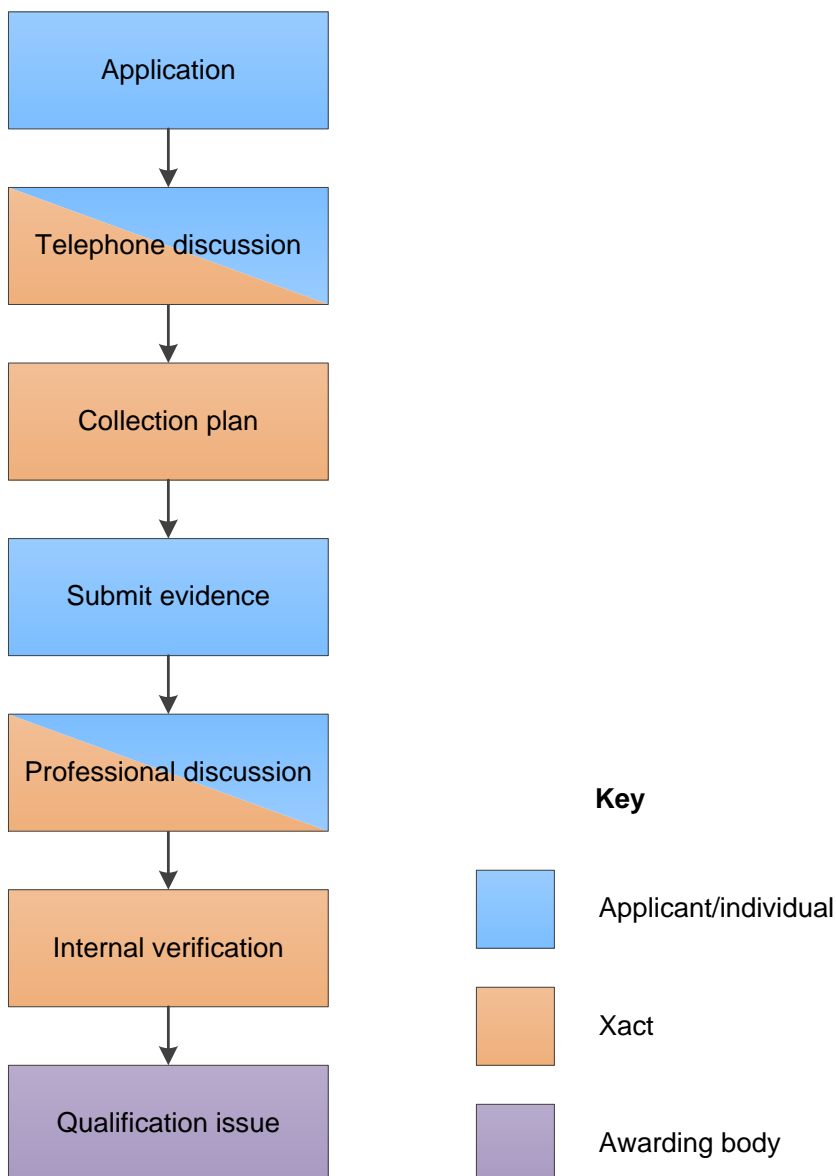 Application
Telephone discussion
Collection plan
Submit evidence
Professional discussion
Internal verification
Qualification issue
Key
Applicant/individual
Xact
Awarding body